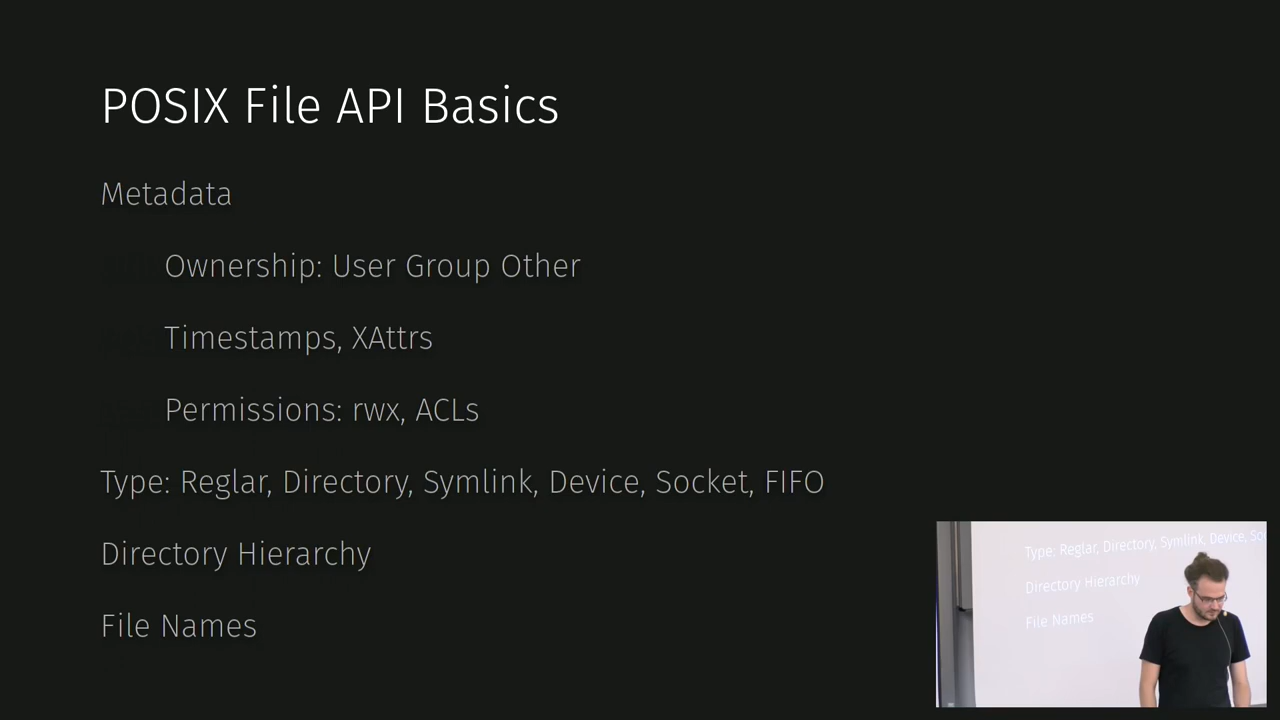 POSIX File API Basics
Metadata
Ownership: User Group Other
Timestamps, XAttrs
Permissions: rwx, ACLs
Type: Reglar, Directory, Symlink, Device, Socket, FIFO
Directory Hierarchy
File Names
Type: Reglar, Directory, Symlink, Device, So
Directory Hierarchy
File Names